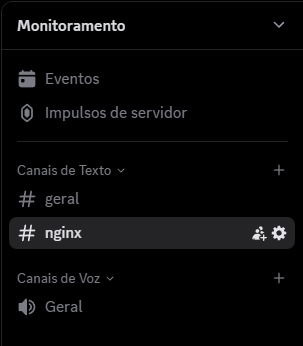 Monitoramento
Eventos
Impulsos de servidor
Canais de Texto
geral
nginx
Canais de Voz
Geral